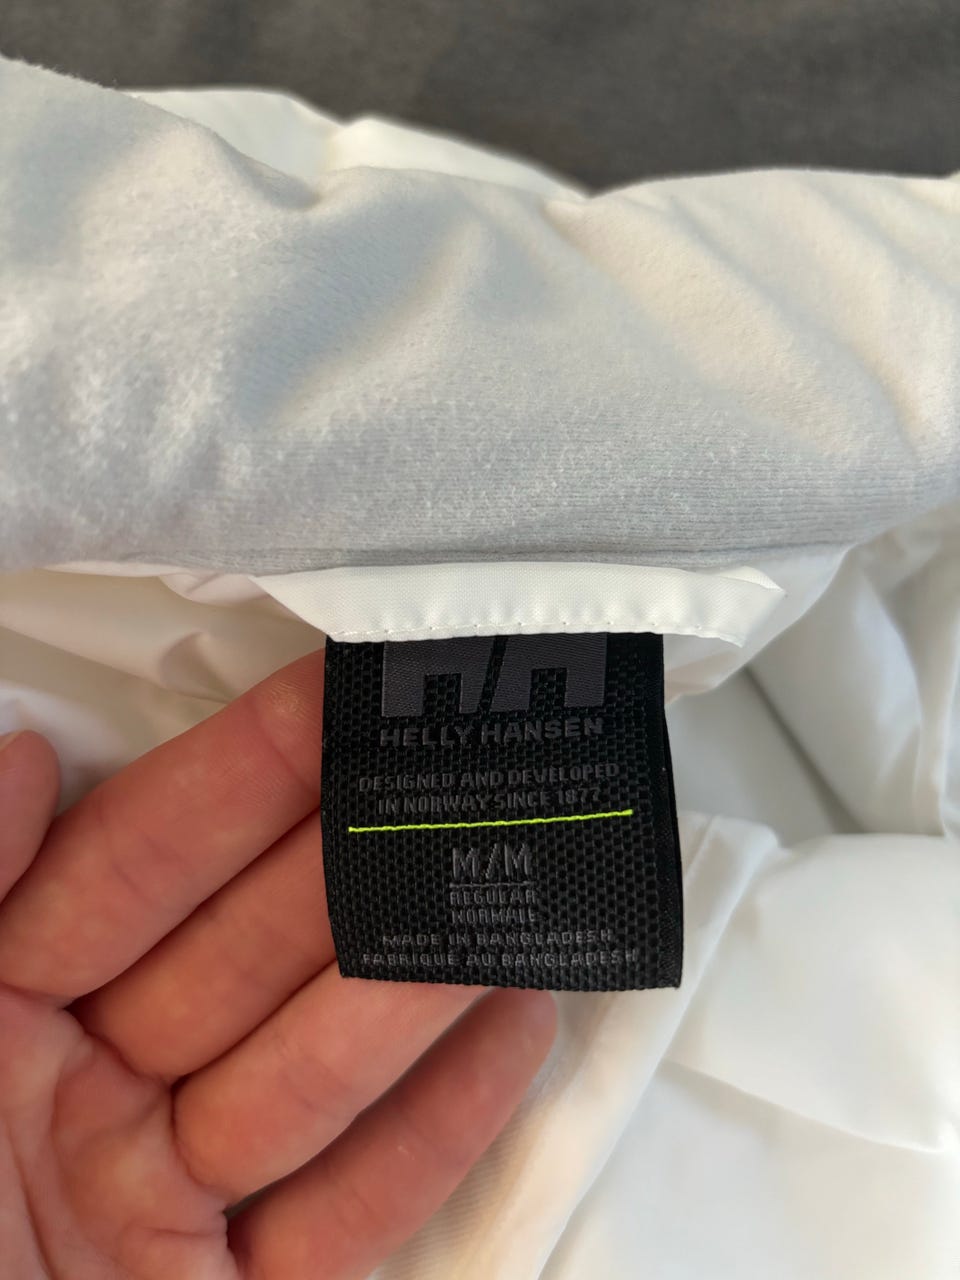 HH
HELLY HANSEN
DESIGNED AND DEVELOPED
IN NORWAY SINCE 1877
M/M
REGULAR
NORMALE
MADE IN BANGLADESH
FABRIQUE AU BANGLADESH